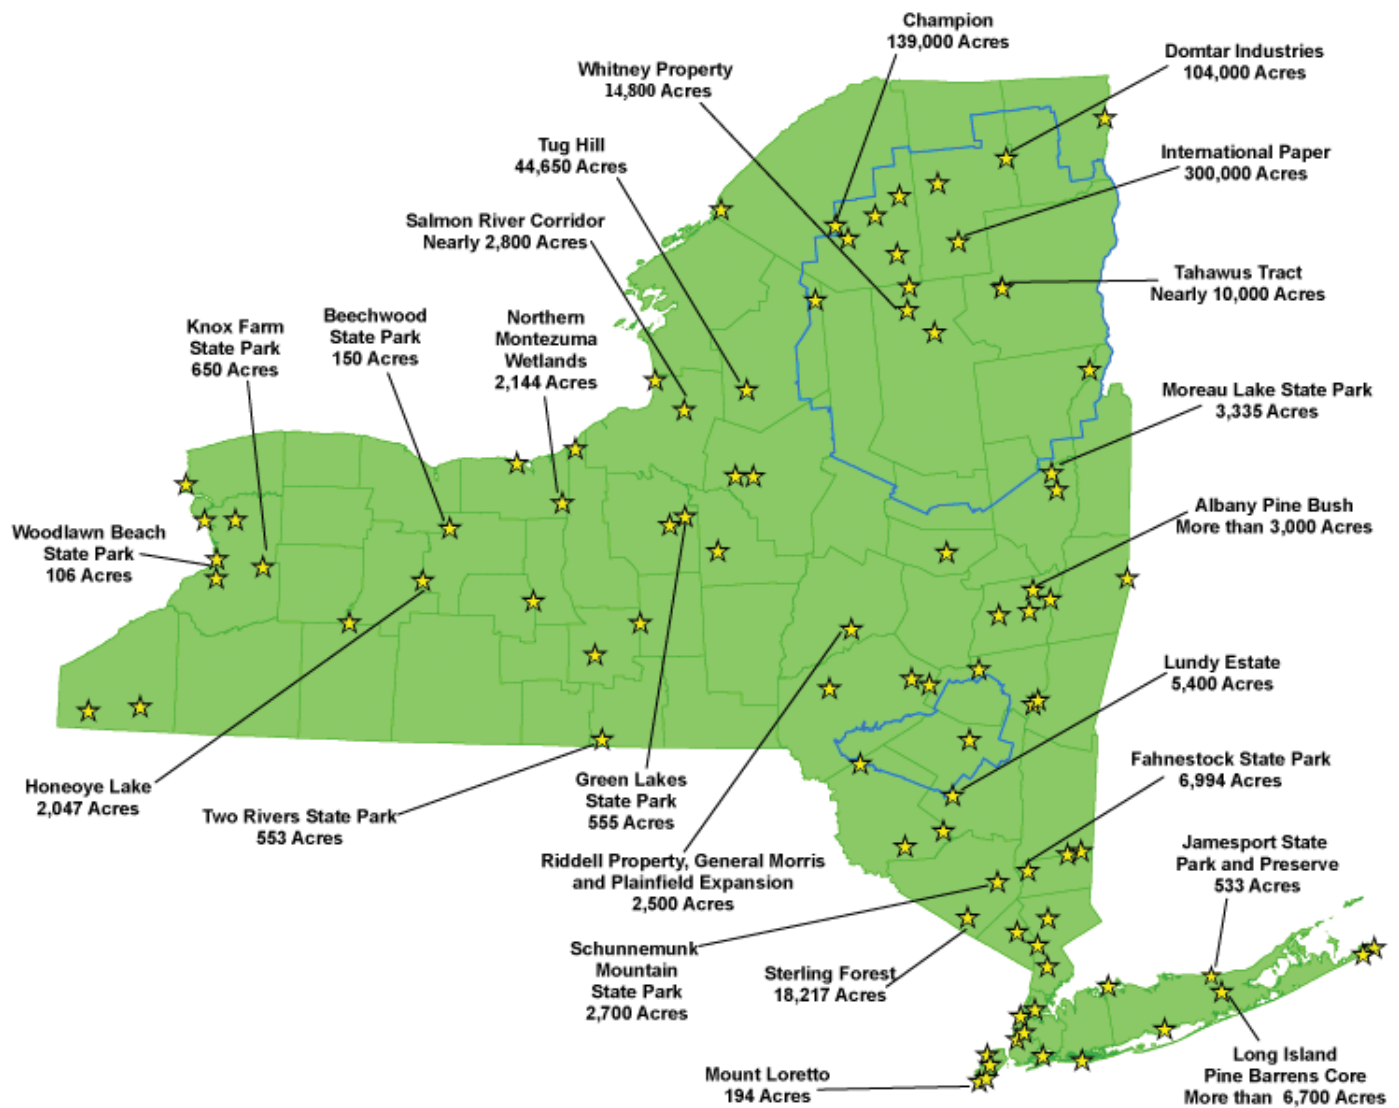 Champion
139,000 Acres
Domtar Industries
104,000 Acres
Whitney Property
14,800 Acres
Tug Hill
44,650 Acres
International Paper
300,000 Acres
Salmon River Corridor
Nearly 2,800 Acres
Tahawus Tract
Nearly 10,000 Acres
Knox Farm
State Park
650 Acres
Beechwood
State Park
150 Acres
Northern
Montezuma
Wetlands
2,144 Acres
Moreau Lake State Park
3,335 Acres
Albany Pine Bush
More than 3,000 Acres
Woodlawn Beach
State Park
106 Acres
Lundy Estate
5,400 Acres
Honeoye Lake
2,047 Acres
Two Rivers State Park
553 Acres
Green Lakes
State Park
555 Acres
Fahnestock State Park
6,994 Acres
Riddell Property, General Morris
and Plainfield Expansion
2,500 Acres
Jamesport State
Park and Preserve
533 Acres
Schunnemunk
Mountain
State Park
2,700 Acres
Sterling Forest
18,217 Acres
Mount Loretto
194 Acres
Long Island
Pine Barrens Core
More than 6,700 Acres